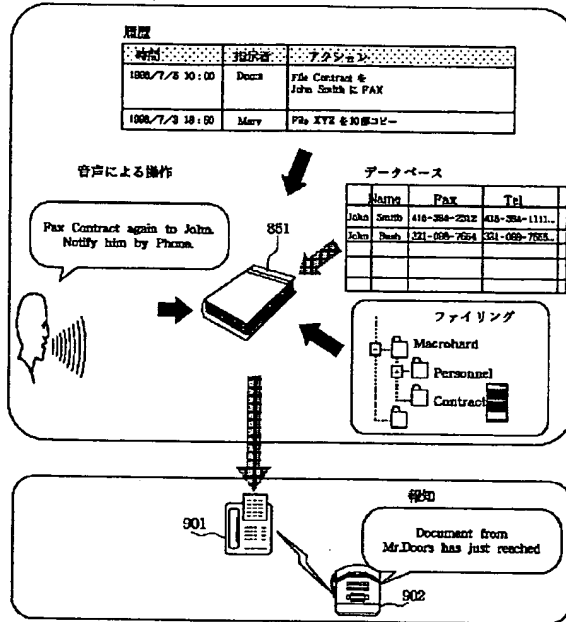 履歴
時間 指示者 アクション
1998/7/3 10:00 Doors File Contract を
John Smith に FAX
1998/7/3 18:50 Mary File XYZ を10部コピー
音声による操作
データベース
Fax Contract again to John.
Notify him by Phone.
851
Name Fax Tel
John Smith
John Bush
ファイリング
Macrohard
Personnel
Contract
報知
901
Document from
Mr.Doors has just reached
902